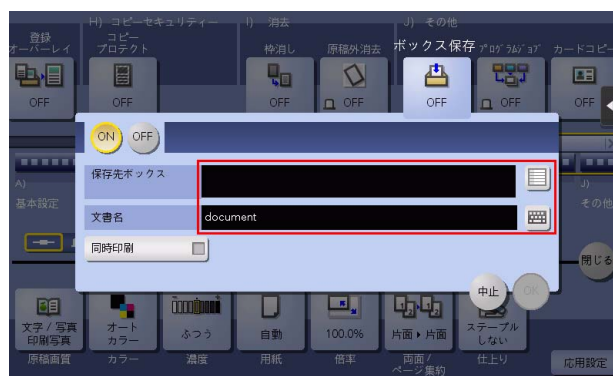 H) コピーセキュリティー
I) 消去
J) その他
登録
オーバーレイ
コピー
プロテクト
枠消し
原稿外消去
ボックス保存
ﾌﾟﾛｸﾞﾗﾑｼﾞｮﾌﾞ
カードコピー
OFF
OFF
OFF
OFF
OFF
OFF
OFF
ON
OFF
保存先ボックス
文書名
document
同時印刷
中止
OK
A)
基本設定
J)
その他
閉じる
文字 / 写真
印刷写真
オート
カラー
ふつう
自動
100.0%
片面 ▶ 片面
ステープル
しない
原稿画質
カラー
濃度
用紙
倍率
両面 /
ページ集約
仕上り
応用設定